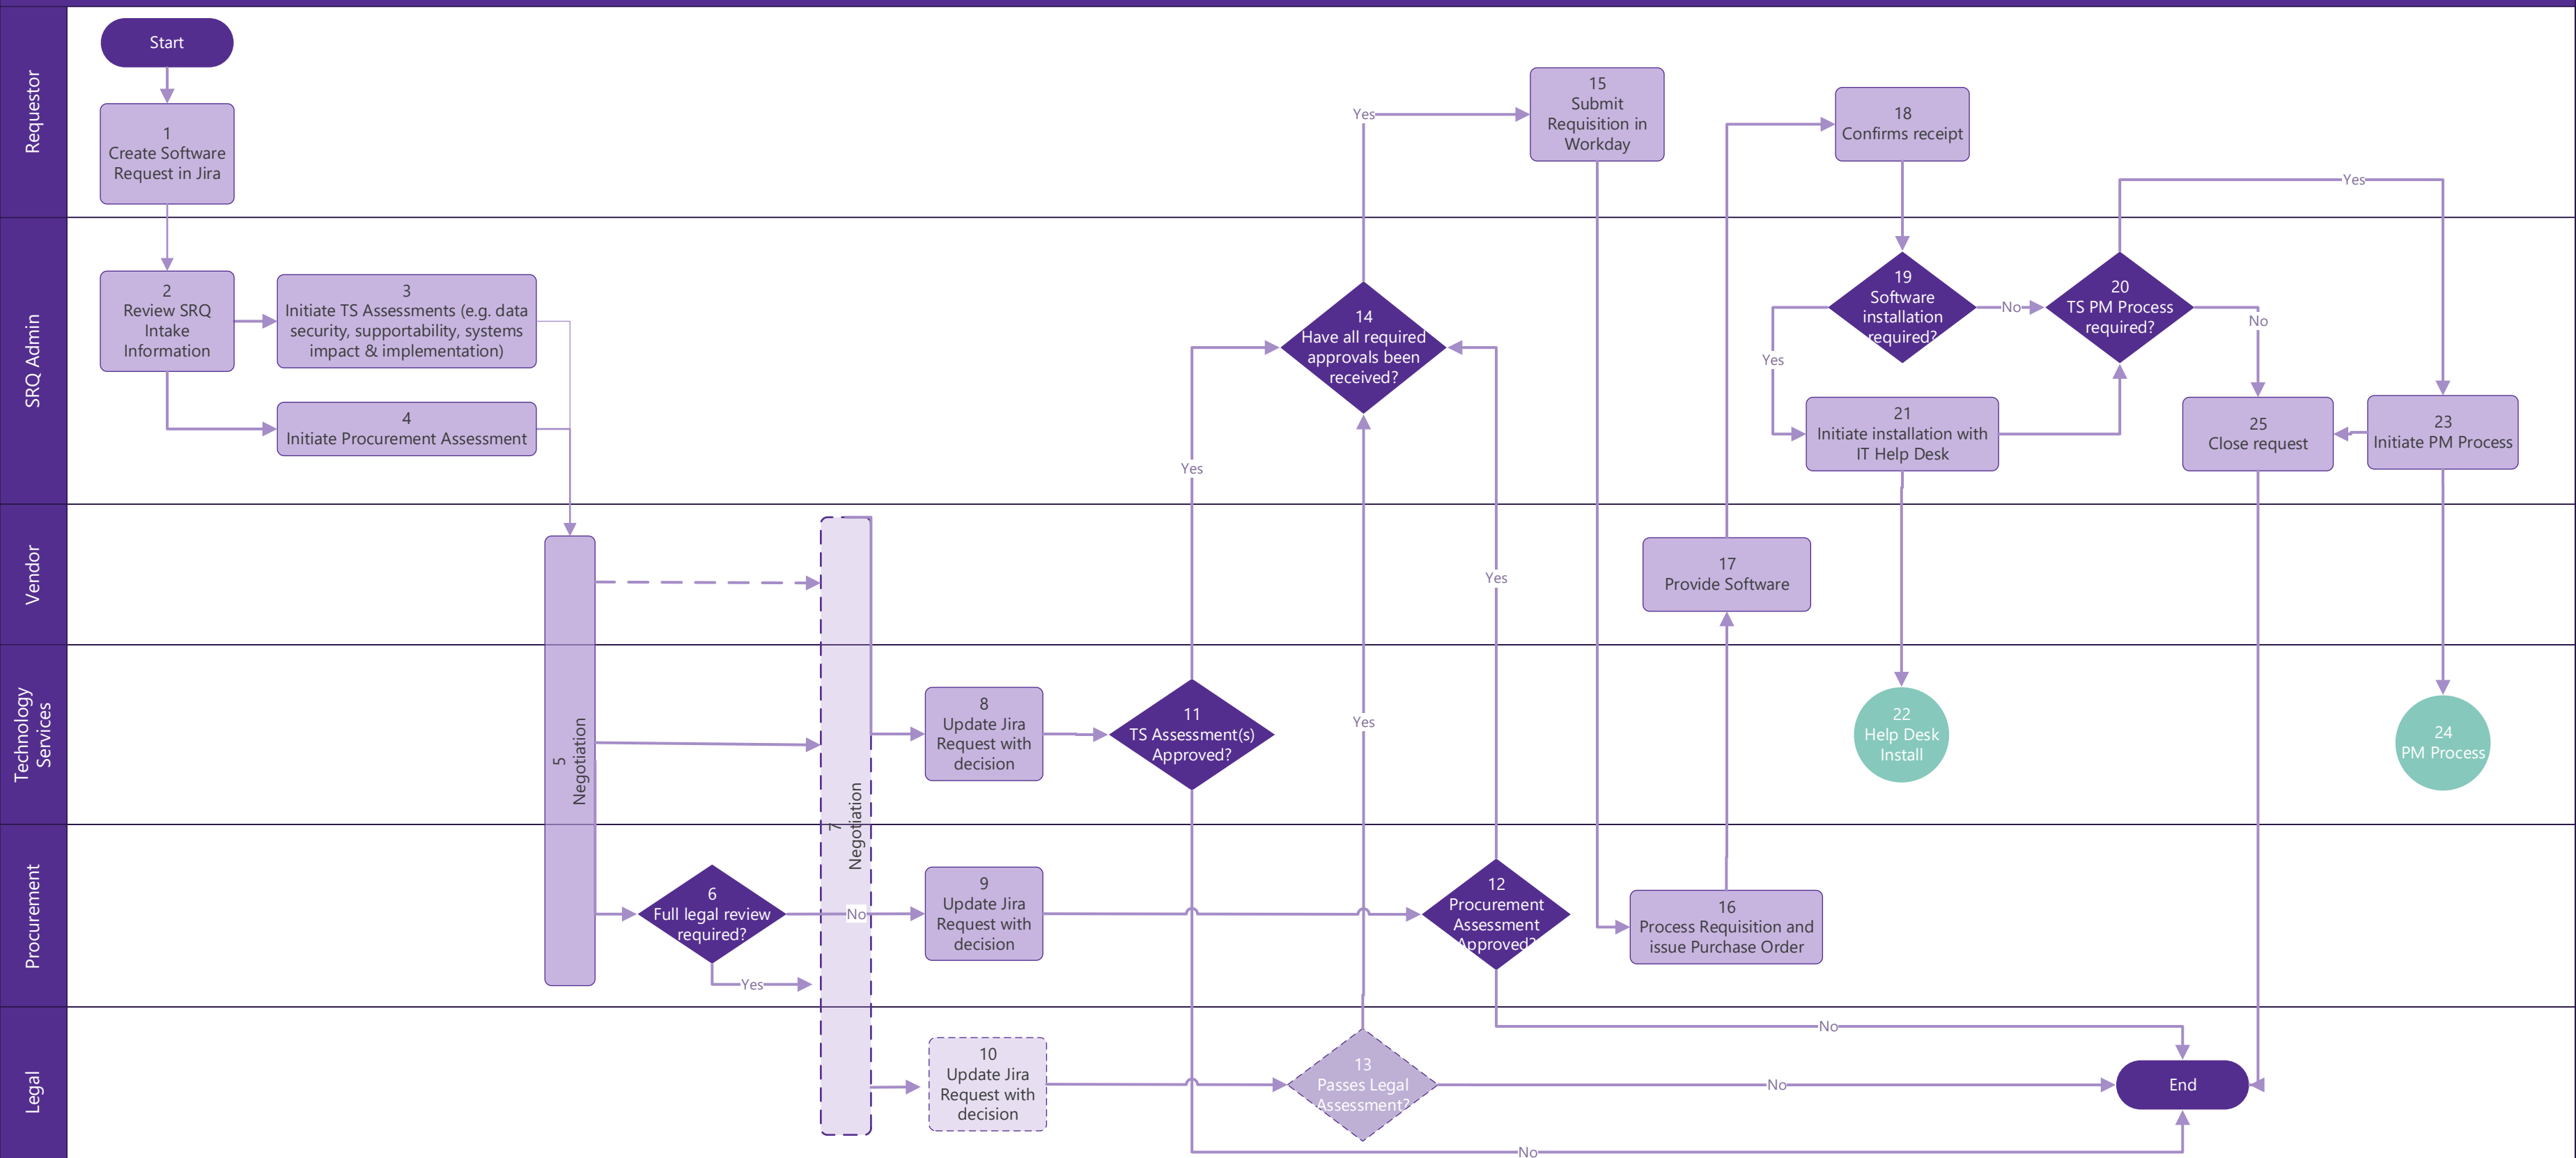 Requestor
Start
1
Create Software
Request in Jira
Yes
15
Submit
Requisition in
Workday
18
Confirms receipt
Yes
SRQ Admin
2
Review SRQ
Intake
Information
3
Initiate TS Assessments (e.g. data
security, supportability, systems
impact & implementation)
4
Initiate Procurement Assessment
Yes
14
Have all required
approvals been
received?
19
Software
installation
required?
No
20
TS PM Process
required?
No
Yes
21
Initiate installation with
IT Help Desk
25
Close request
23
Initiate PM Process
Vendor
Yes
17
Provide Software
Technology
Services
5
Negotiation
7
Negotiation
8
Update Jira
Request with
decision
11
TS Assessment(s)
Approved?
Yes
22
Help Desk
Install
24
PM Process
Procurement
6
Full legal review
required?
No
Yes
9
Update Jira
Request with
decision
12
Procurement
Assessment
Approved?
16
Process Requisition and
issue Purchase Order
Legal
10
Update Jira
Request with
decision
13
Passes Legal
Assessment?
No
No
End
No